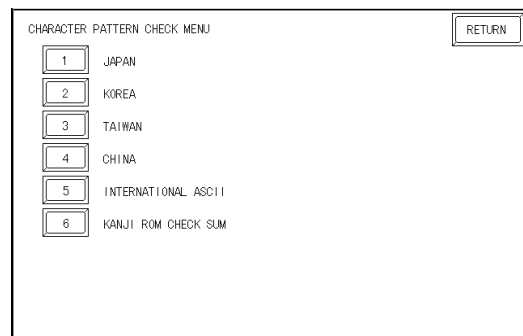 CHARACTER PATTERN CHECK MENU
RETURN
1 JAPAN
2 KOREA
3 TAIWAN
4 CHINA
5 INTERNATIONAL ASCII
6 KANJI ROM CHECK SUM